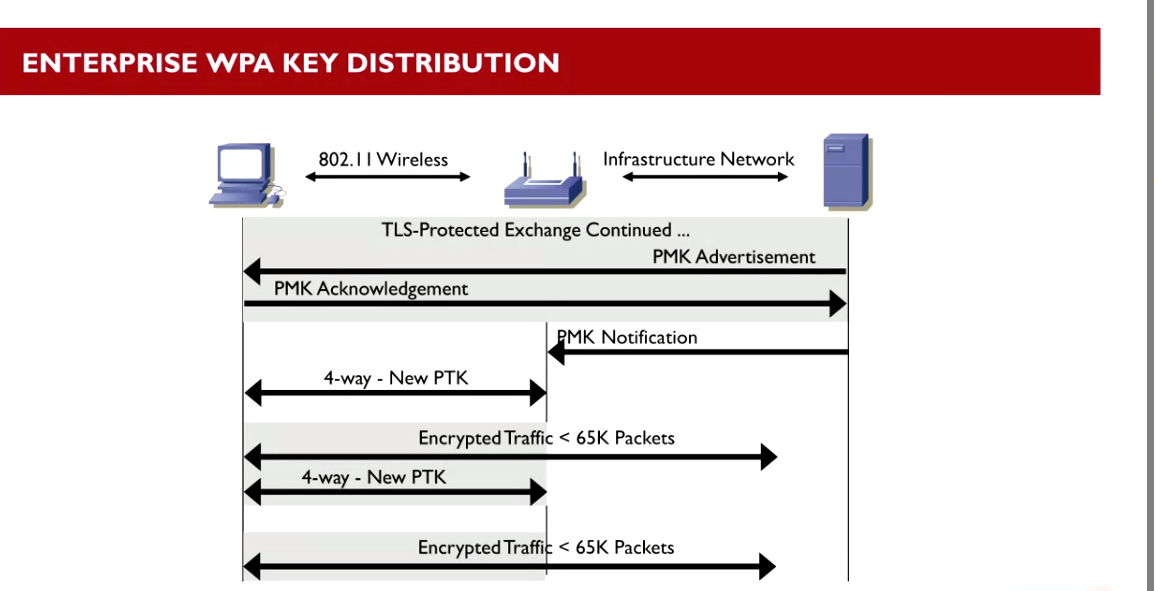 ENTERPRISE WPA KEY DISTRIBUTION
802.11 Wireless
Infrastructure Network
TLS-Protected Exchange Continued ...
PMK Advertisement
PMK Acknowledgement
PMK Notification
4-way - New PTK
Encrypted Traffic < 65K Packets
4-way - New PTK
Encrypted Traffic < 65K Packets